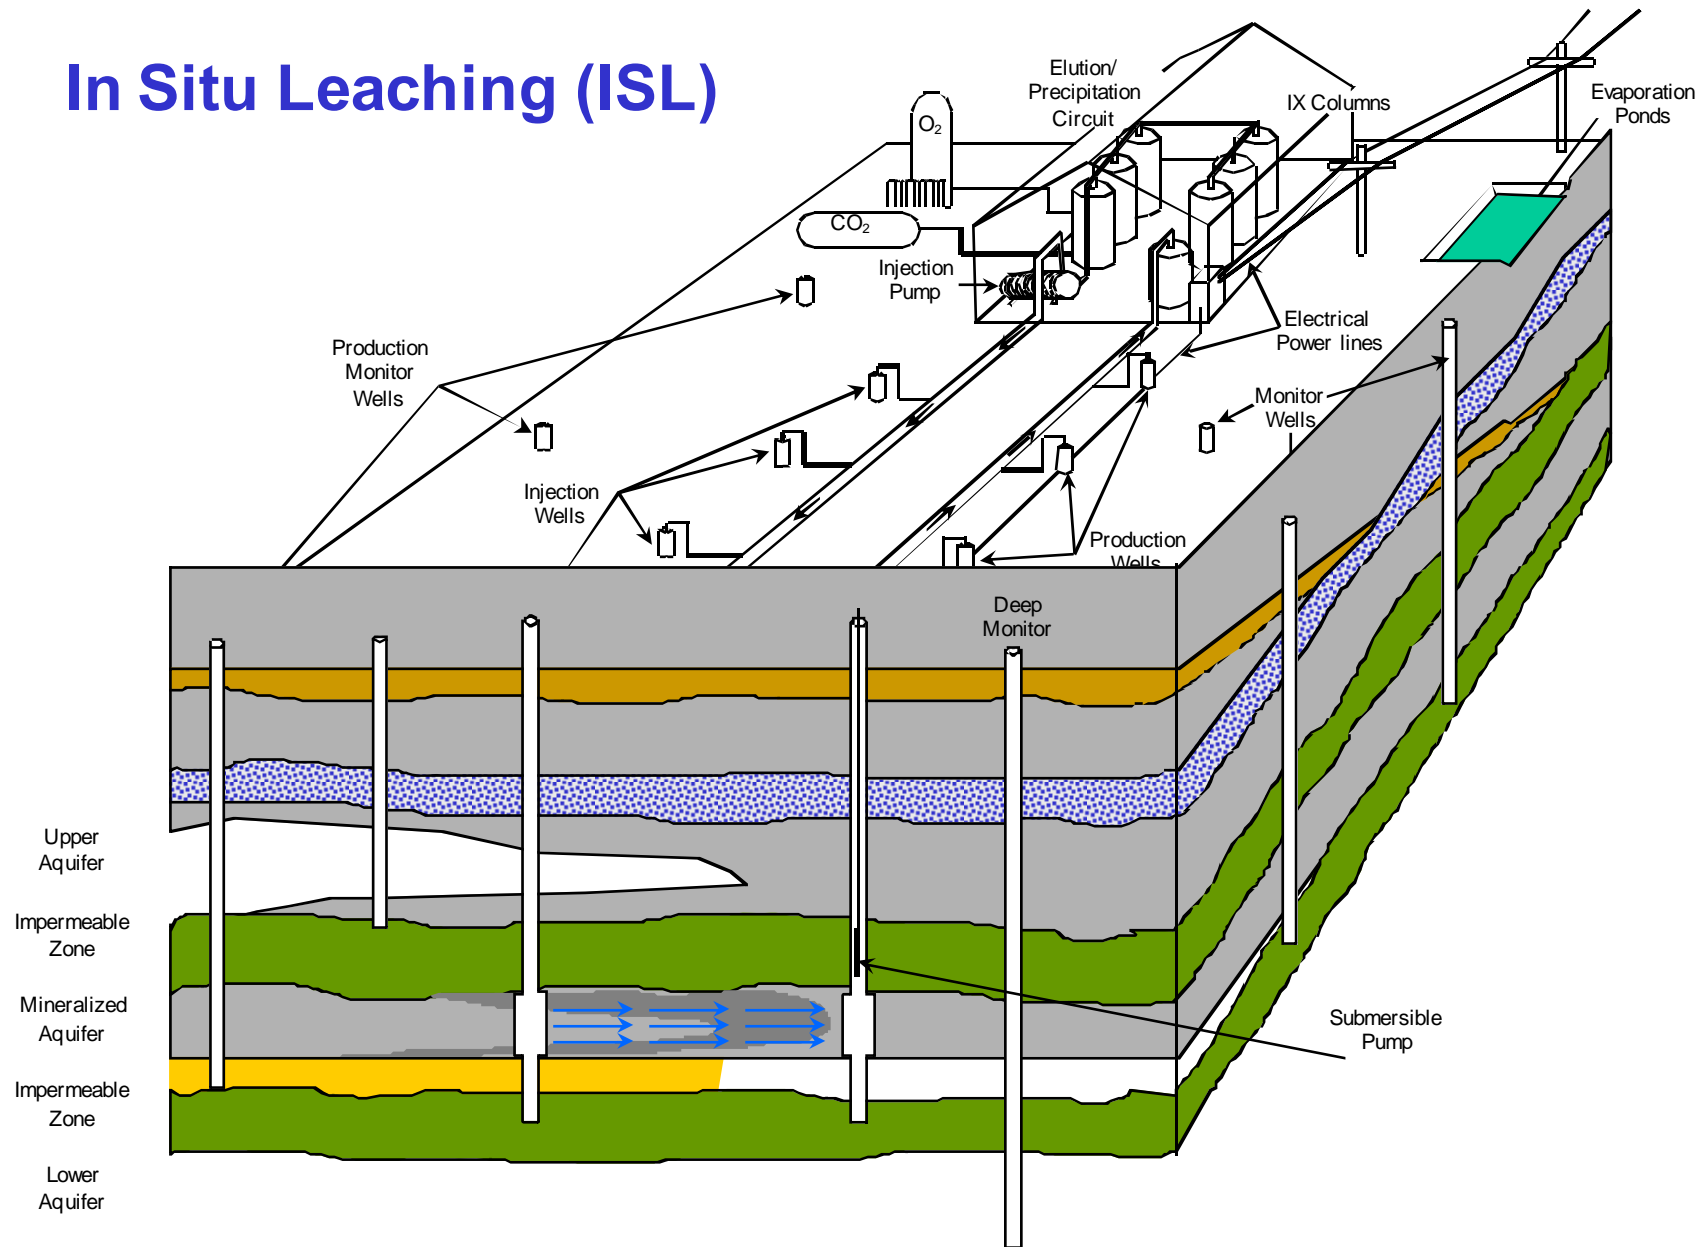 In Situ Leaching (ISL)
Elution/
Precipitation
Circuit
O₂
IX Columns
Evaporation
Ponds
CO₂
Injection
Pump
Electrical
Power lines
Production
Monitor
Wells
Monitor
Wells
Injection
Wells
Production
Wells
Deep
Monitor
Upper
Aquifer
Impermeable
Zone
Mineralized
Aquifer
Submersible
Pump
Impermeable
Zone
Lower
Aquifer